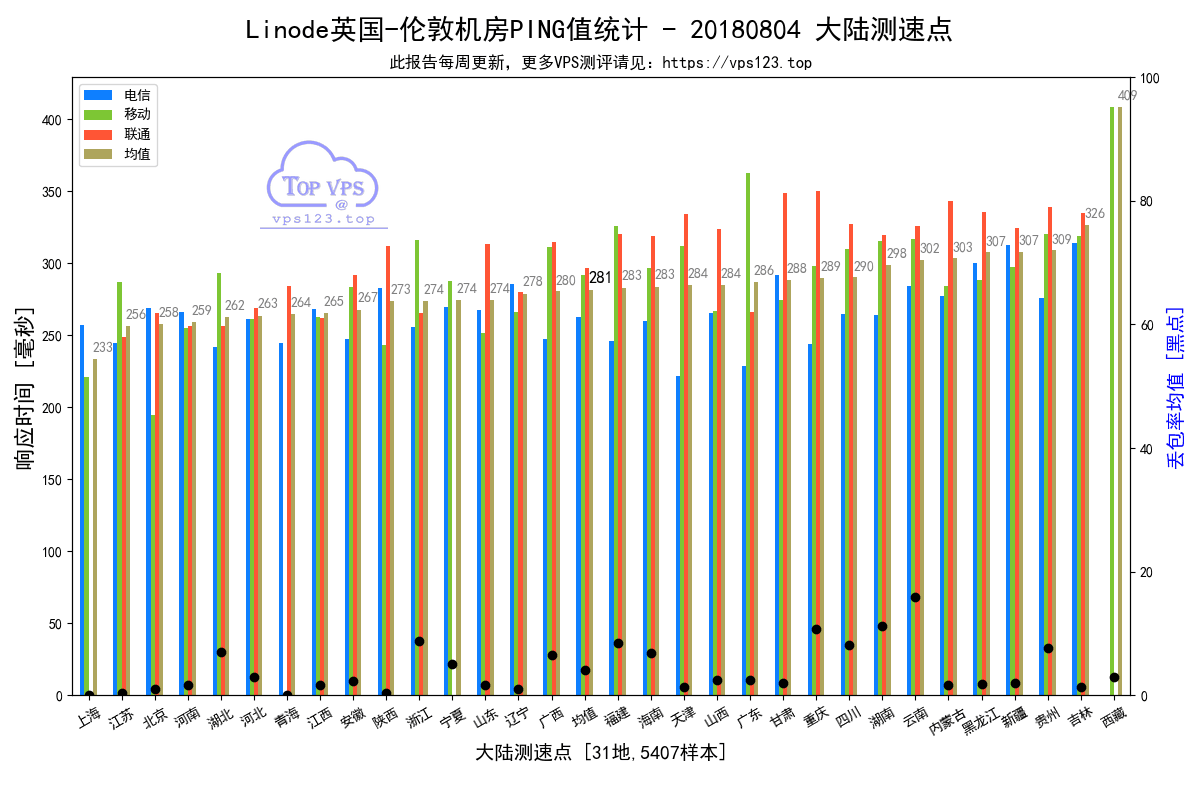 Linode英国-伦敦机房PING值统计 - 20180804 大陆测速点
此报告每周更新，更多VPS测评请见：https://vps123.top
电信
移动
联通
均值
TOP VPS
@
vps123.top
响应时间 [毫秒]
400
350
300
250
200
150
100
50
0
233
256
258
259
262
263
264
265
267
273
274
274
274
278
280
281
283
283
284
284
286
288
289
290
298
302
303
307
307
309
326
409
100
80
60
40
20
0
丢包率均值 [黑点]
上海
江苏
北京
河南
湖北
河北
青海
江西
安徽
陕西
浙江
宁夏
山东
辽宁
广西
均值
福建
海南
天津
山西
广东
甘肃
重庆
四川
湖南
云南
内蒙古
黑龙江
新疆
贵州
吉林
西藏
大陆测速点 [31地,5407样本]